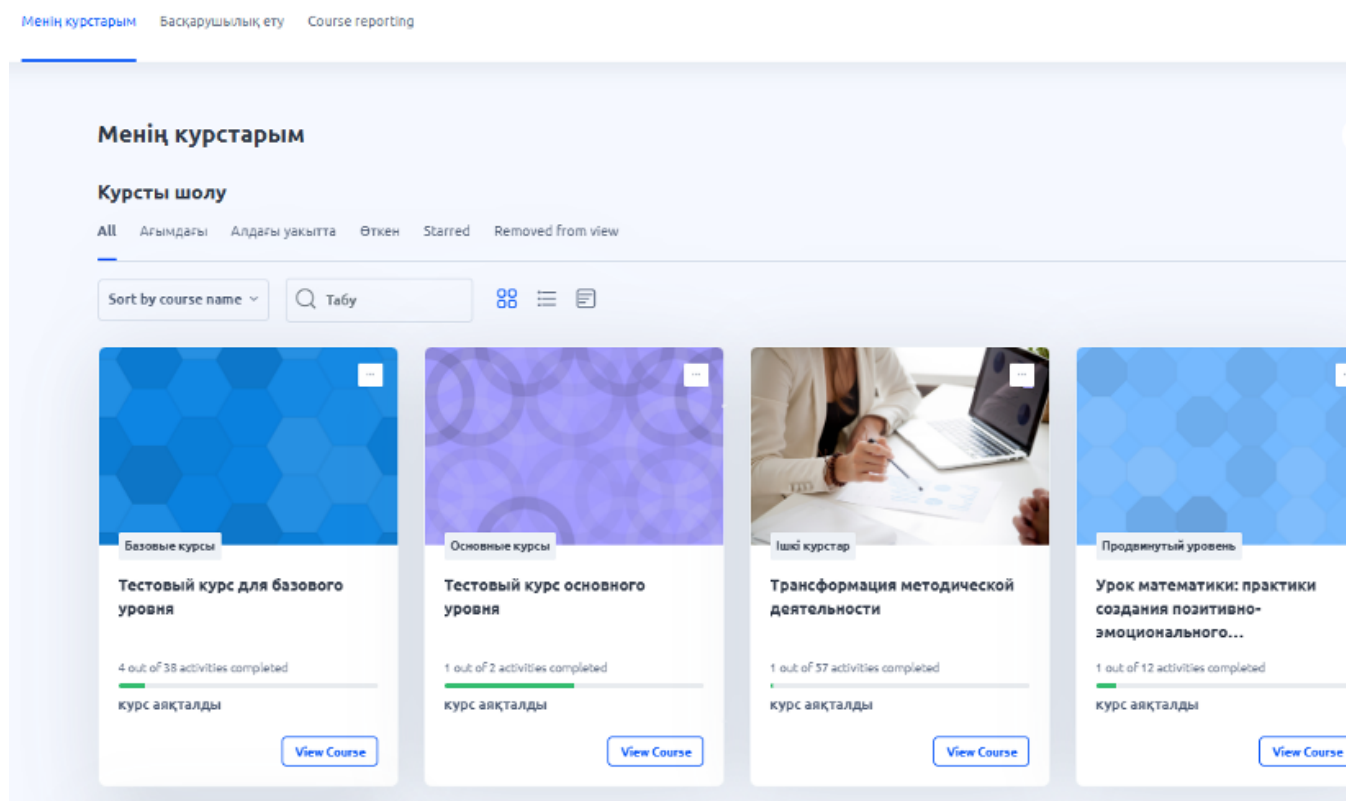 Менің курстарым Басқарушылық ету Course reporting
Менің курстарым
Курсты шолу
All Ағымдағы Алдағы уақытта Өткен Starred Removed from view
Sort by course name Табу
Базовые курсы
Тестовый курс для базового
уровня
4 out of 38 activities completed
курс аяқталды
View Course
Основные курсы
Тестовый курс основного
уровня
1 out of 2 activities completed
курс аяқталды
View Course
Ішкі курстар
Трансформация методической
деятельности
1 out of 57 activities completed
курс аяқталды
View Course
Продвинутый уровень
Урок математики: практики
создания позитивно-
эмоционального...
1 out of 12 activities completed
курс аяқталды
View Course